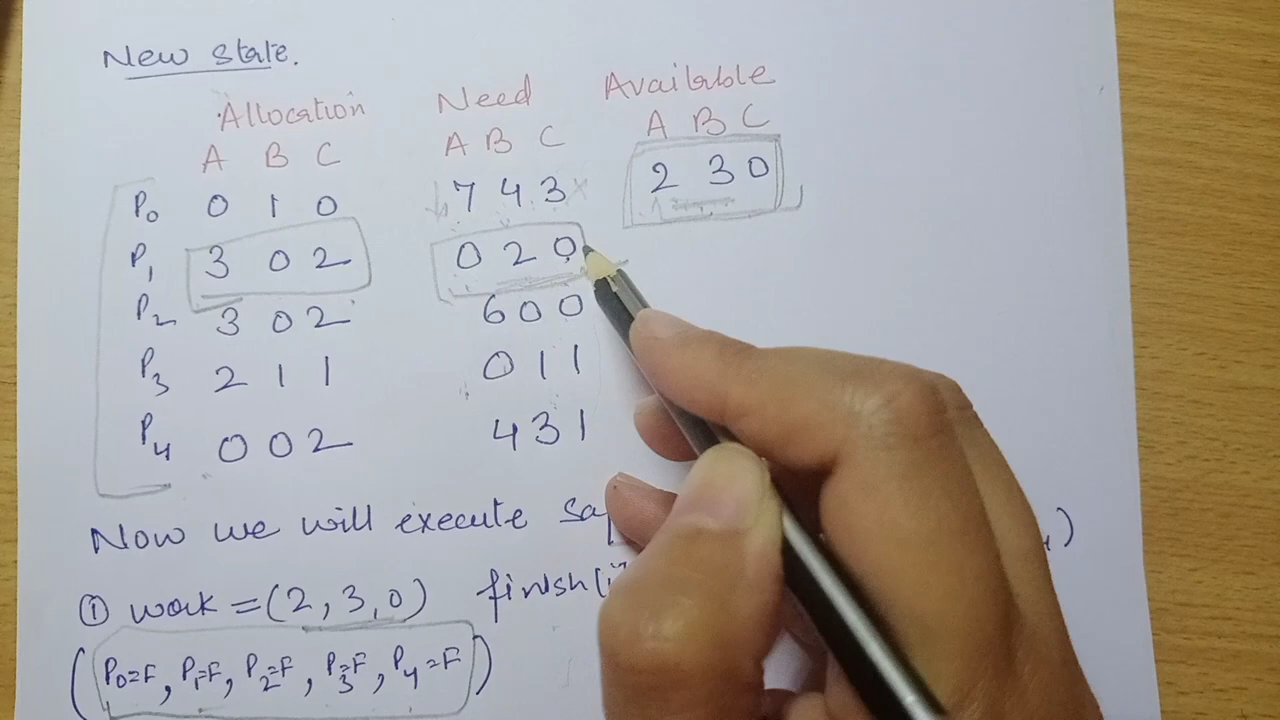 New state.
Allocation Need Available
A B C A B C A B C
P0 0 1 0 7 4 3 x 2 3 0
P1 3 0 2 0 2 0
P2 3 0 2 6 0 0
P3 2 1 1 0 1 1
P4 0 0 2 4 3 1
Now we will execute )
① work = (2, 3, 0) finish(i
(P0=F, P1=F, P2=F, P3=F, P4=F)